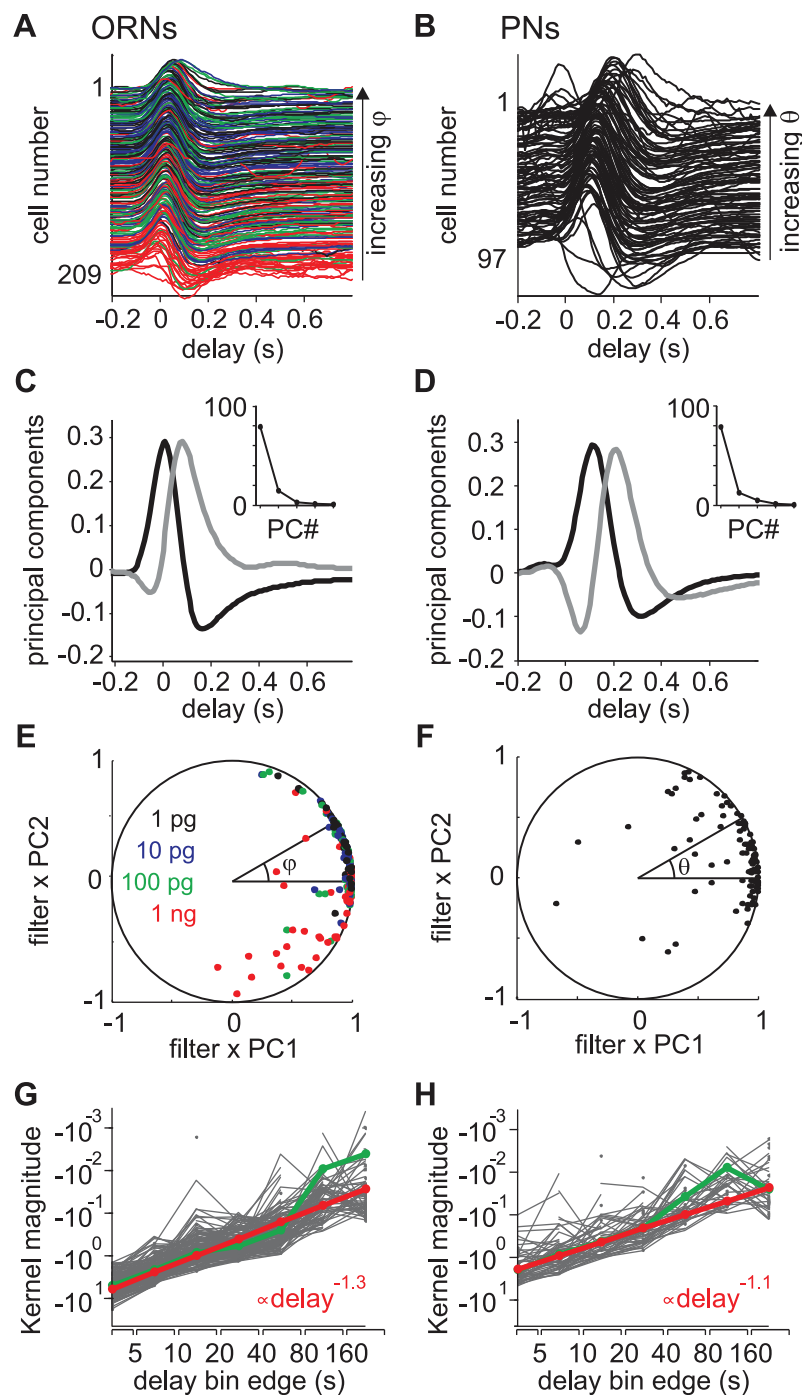 A ORNs
1
cell number
209
increasing φ
-0.2 0 0.2 0.4 0.6
delay (s)
B PNs
1
cell number
97
increasing θ
-0.2 0 0.2 0.4 0.6
delay (s)
C
principal components
0.3
0.2
0.1
0
-0.1
-0.2
100
0
PC#
-0.2 0 0.2 0.4 0.6
delay (s)
D
principal components
0.3
0.2
0.1
0
-0.1
-0.2
100
0
PC#
-0.2 0 0.2 0.4 0.6
delay (s)
E
filter x PC2
1
0
-1
1 pg
10 pg
100 pg
1 ng
φ
-1 0 1
filter x PC1
F
filter x PC2
1
0
-1
θ
-1 0 1
filter x PC1
G
Kernel magnitude
-10⁻³
-10⁻²
-10⁻¹
-10⁰
-10¹
∝delay⁻¹·³
5 10 20 40 80 160
delay bin edge (s)
H
Kernel magnitude
-10⁻³
-10⁻²
-10⁻¹
-10⁰
-10¹
∝delay⁻¹·¹
5 10 20 40 80 160
delay bin edge (s)